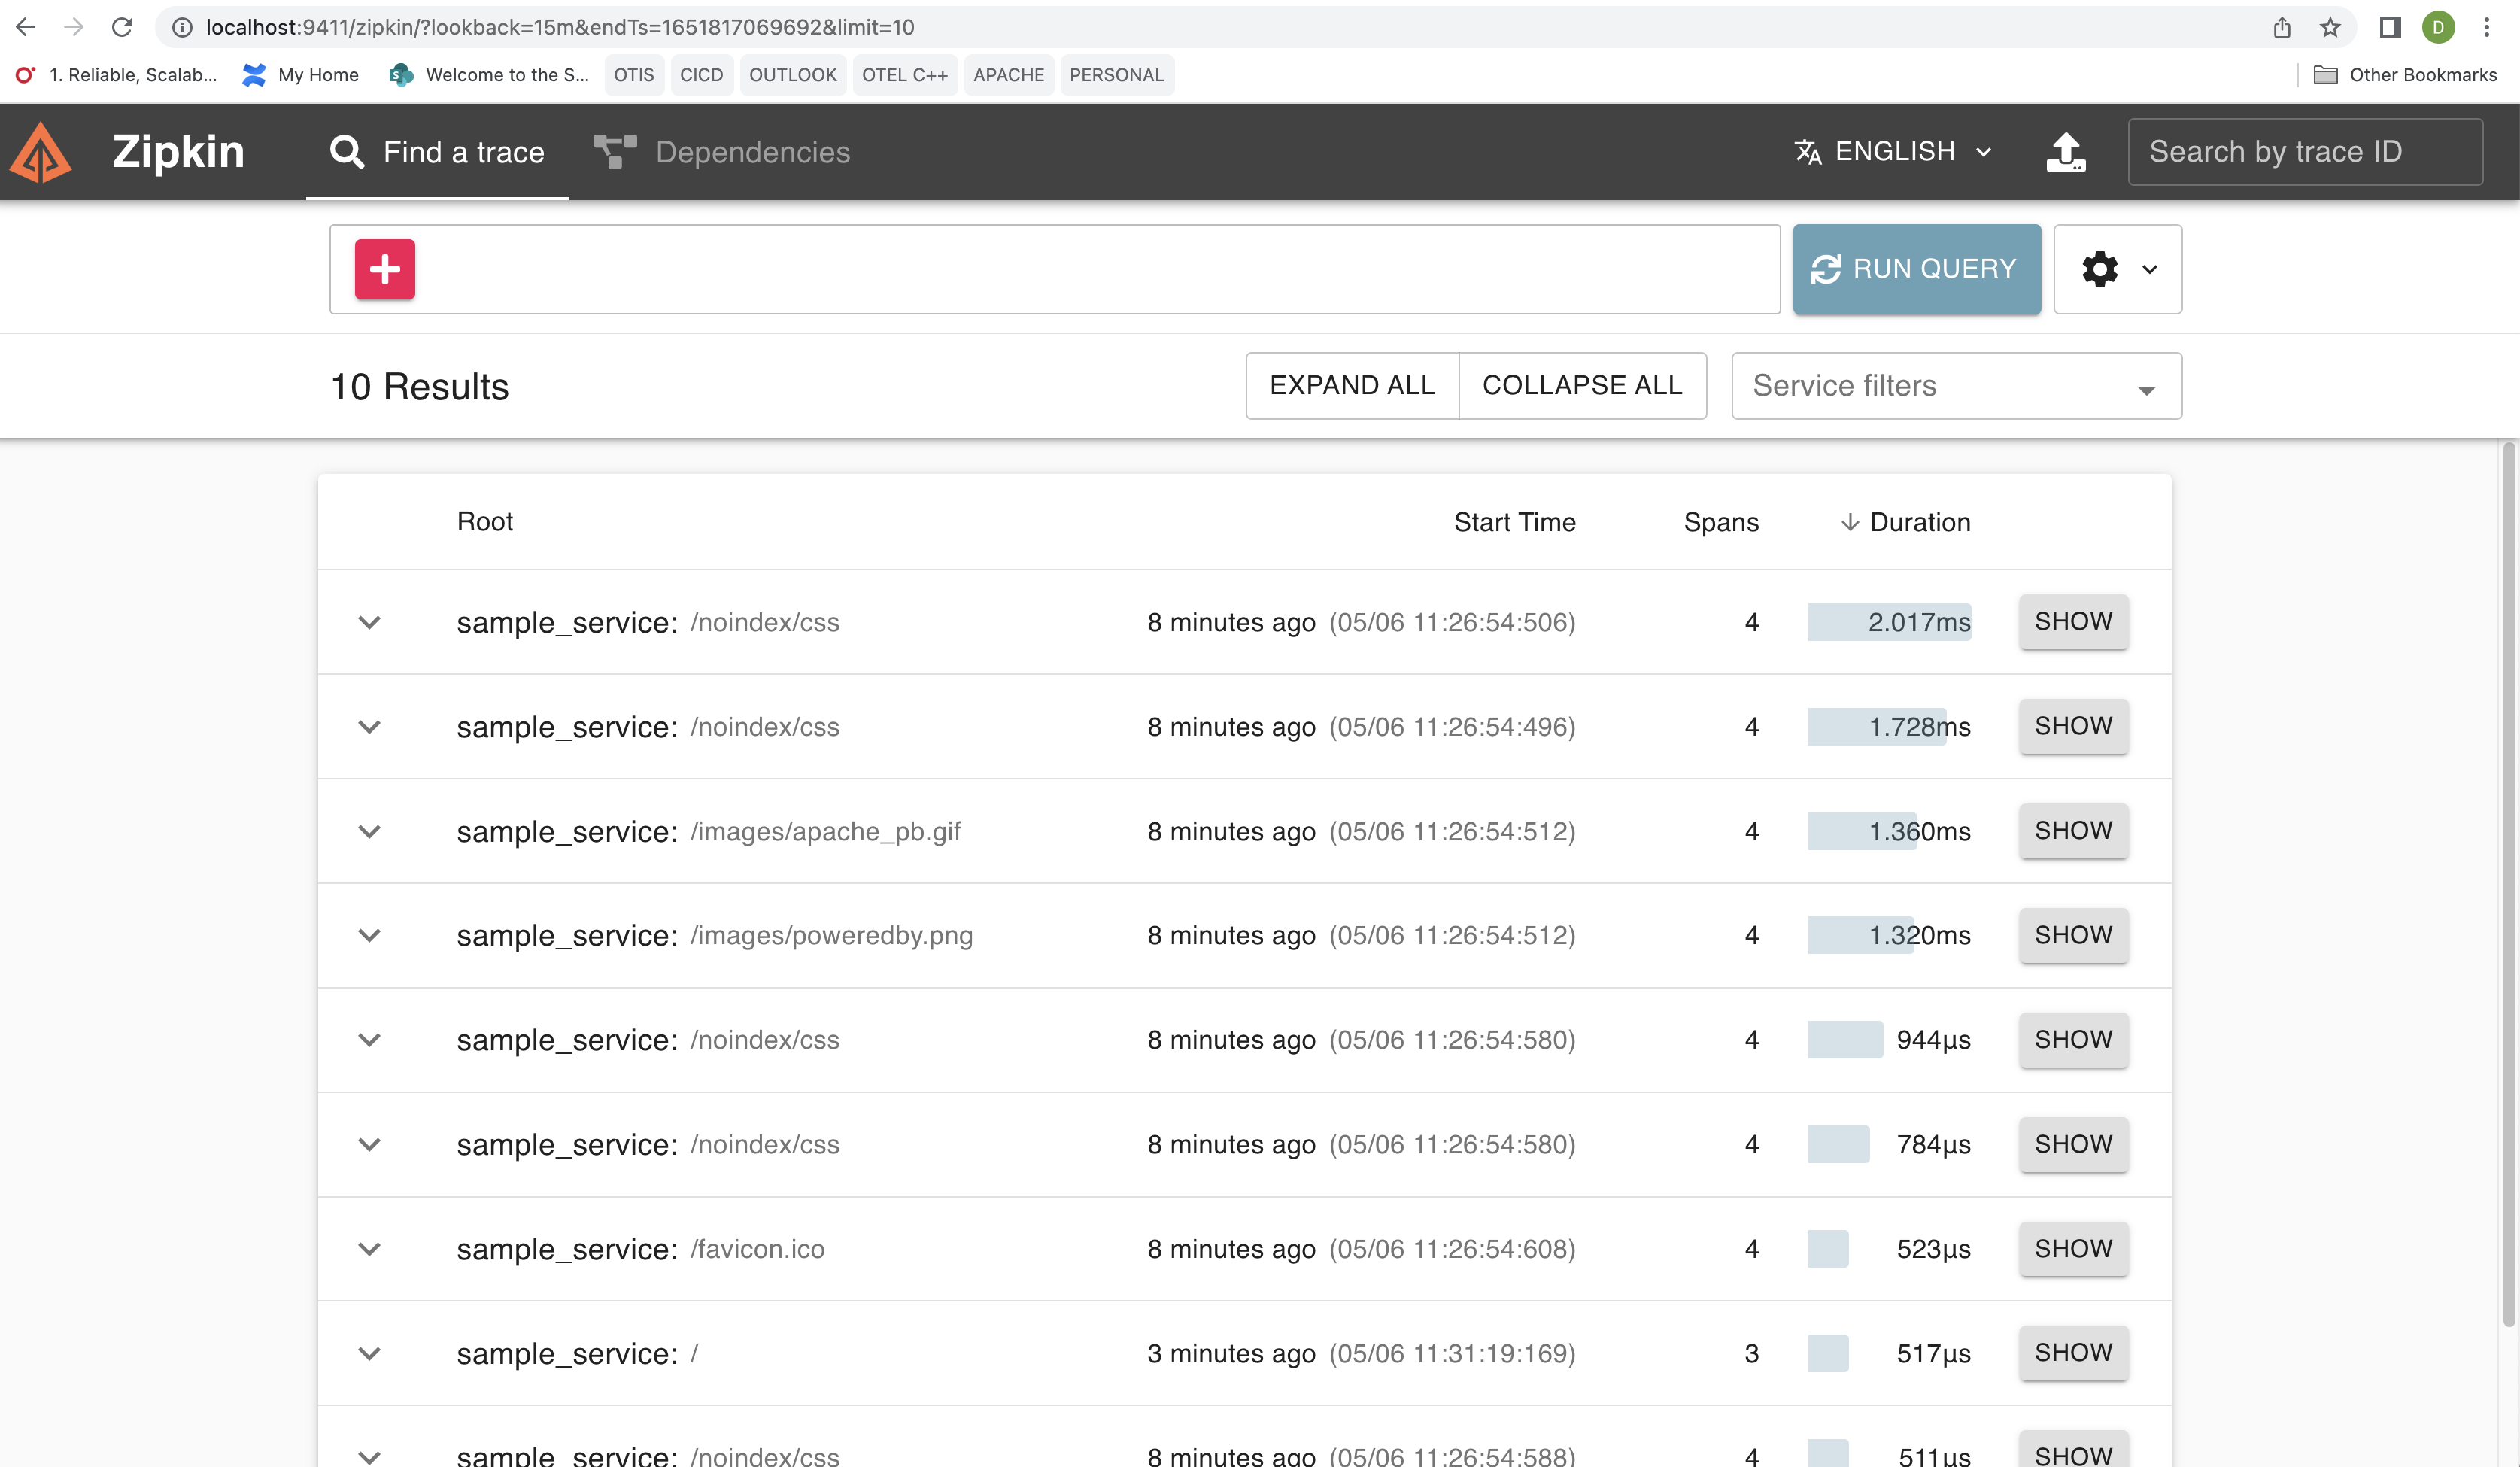 localhost:9411/zipkin/?lookback=15m&endTs=1651817069692&limit=10
D
1. Reliable, Scalab... My Home Welcome to the S... OTIS CICD OUTLOOK OTEL C++ APACHE PERSONAL Other Bookmarks
Zipkin Find a trace Dependencies ENGLISH Search by trace ID
RUN QUERY
10 Results EXPAND ALL COLLAPSE ALL Service filters
Root Start Time Spans Duration
sample_service: /noindex/css 8 minutes ago (05/06 11:26:54:506) 4 2.017ms SHOW
sample_service: /noindex/css 8 minutes ago (05/06 11:26:54:496) 4 1.728ms SHOW
sample_service: /images/apache_pb.gif 8 minutes ago (05/06 11:26:54:512) 4 1.360ms SHOW
sample_service: /images/poweredby.png 8 minutes ago (05/06 11:26:54:512) 4 1.320ms SHOW
sample_service: /noindex/css 8 minutes ago (05/06 11:26:54:580) 4 944µs SHOW
sample_service: /noindex/css 8 minutes ago (05/06 11:26:54:580) 4 784µs SHOW
sample_service: /favicon.ico 8 minutes ago (05/06 11:26:54:608) 4 523µs SHOW
sample_service: / 3 minutes ago (05/06 11:31:19:169) 3 517µs SHOW
sample_service: /noindex/css 8 minutes ago (05/06 11:26:54:588) 4 511µs SHOW